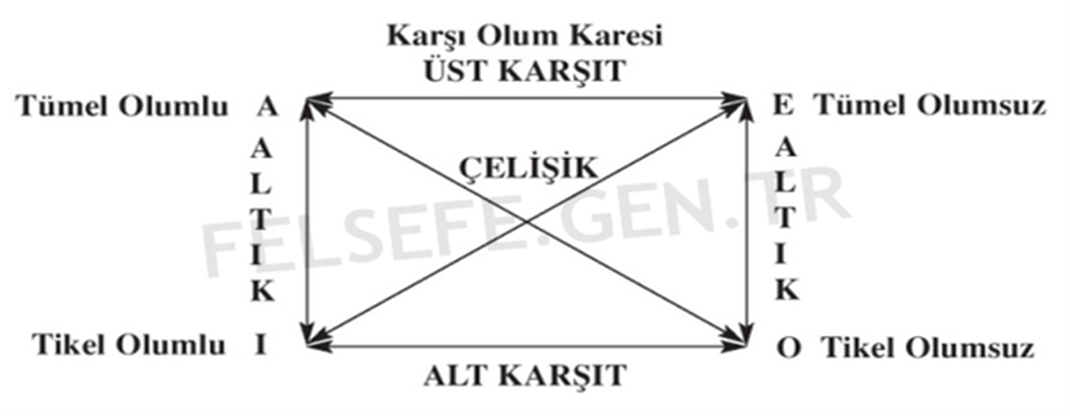 Karşı Olum Karesi
ÜST KARŞIT
Tümel Olumlu A
E Tümel Olumsuz
A
L
T
I
K
ÇELİŞİK
A
L
T
I
K
FELSEFE.GEN.TR
Tikel Olumlu I
O Tikel Olumsuz
ALT KARŞIT